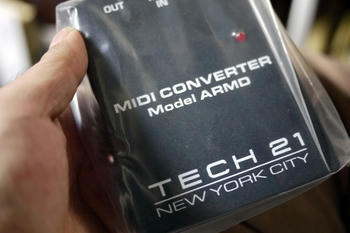 OUT IN
MIDI CONVERTER
Model ARMD
TECH 21
NEW YORK CITY